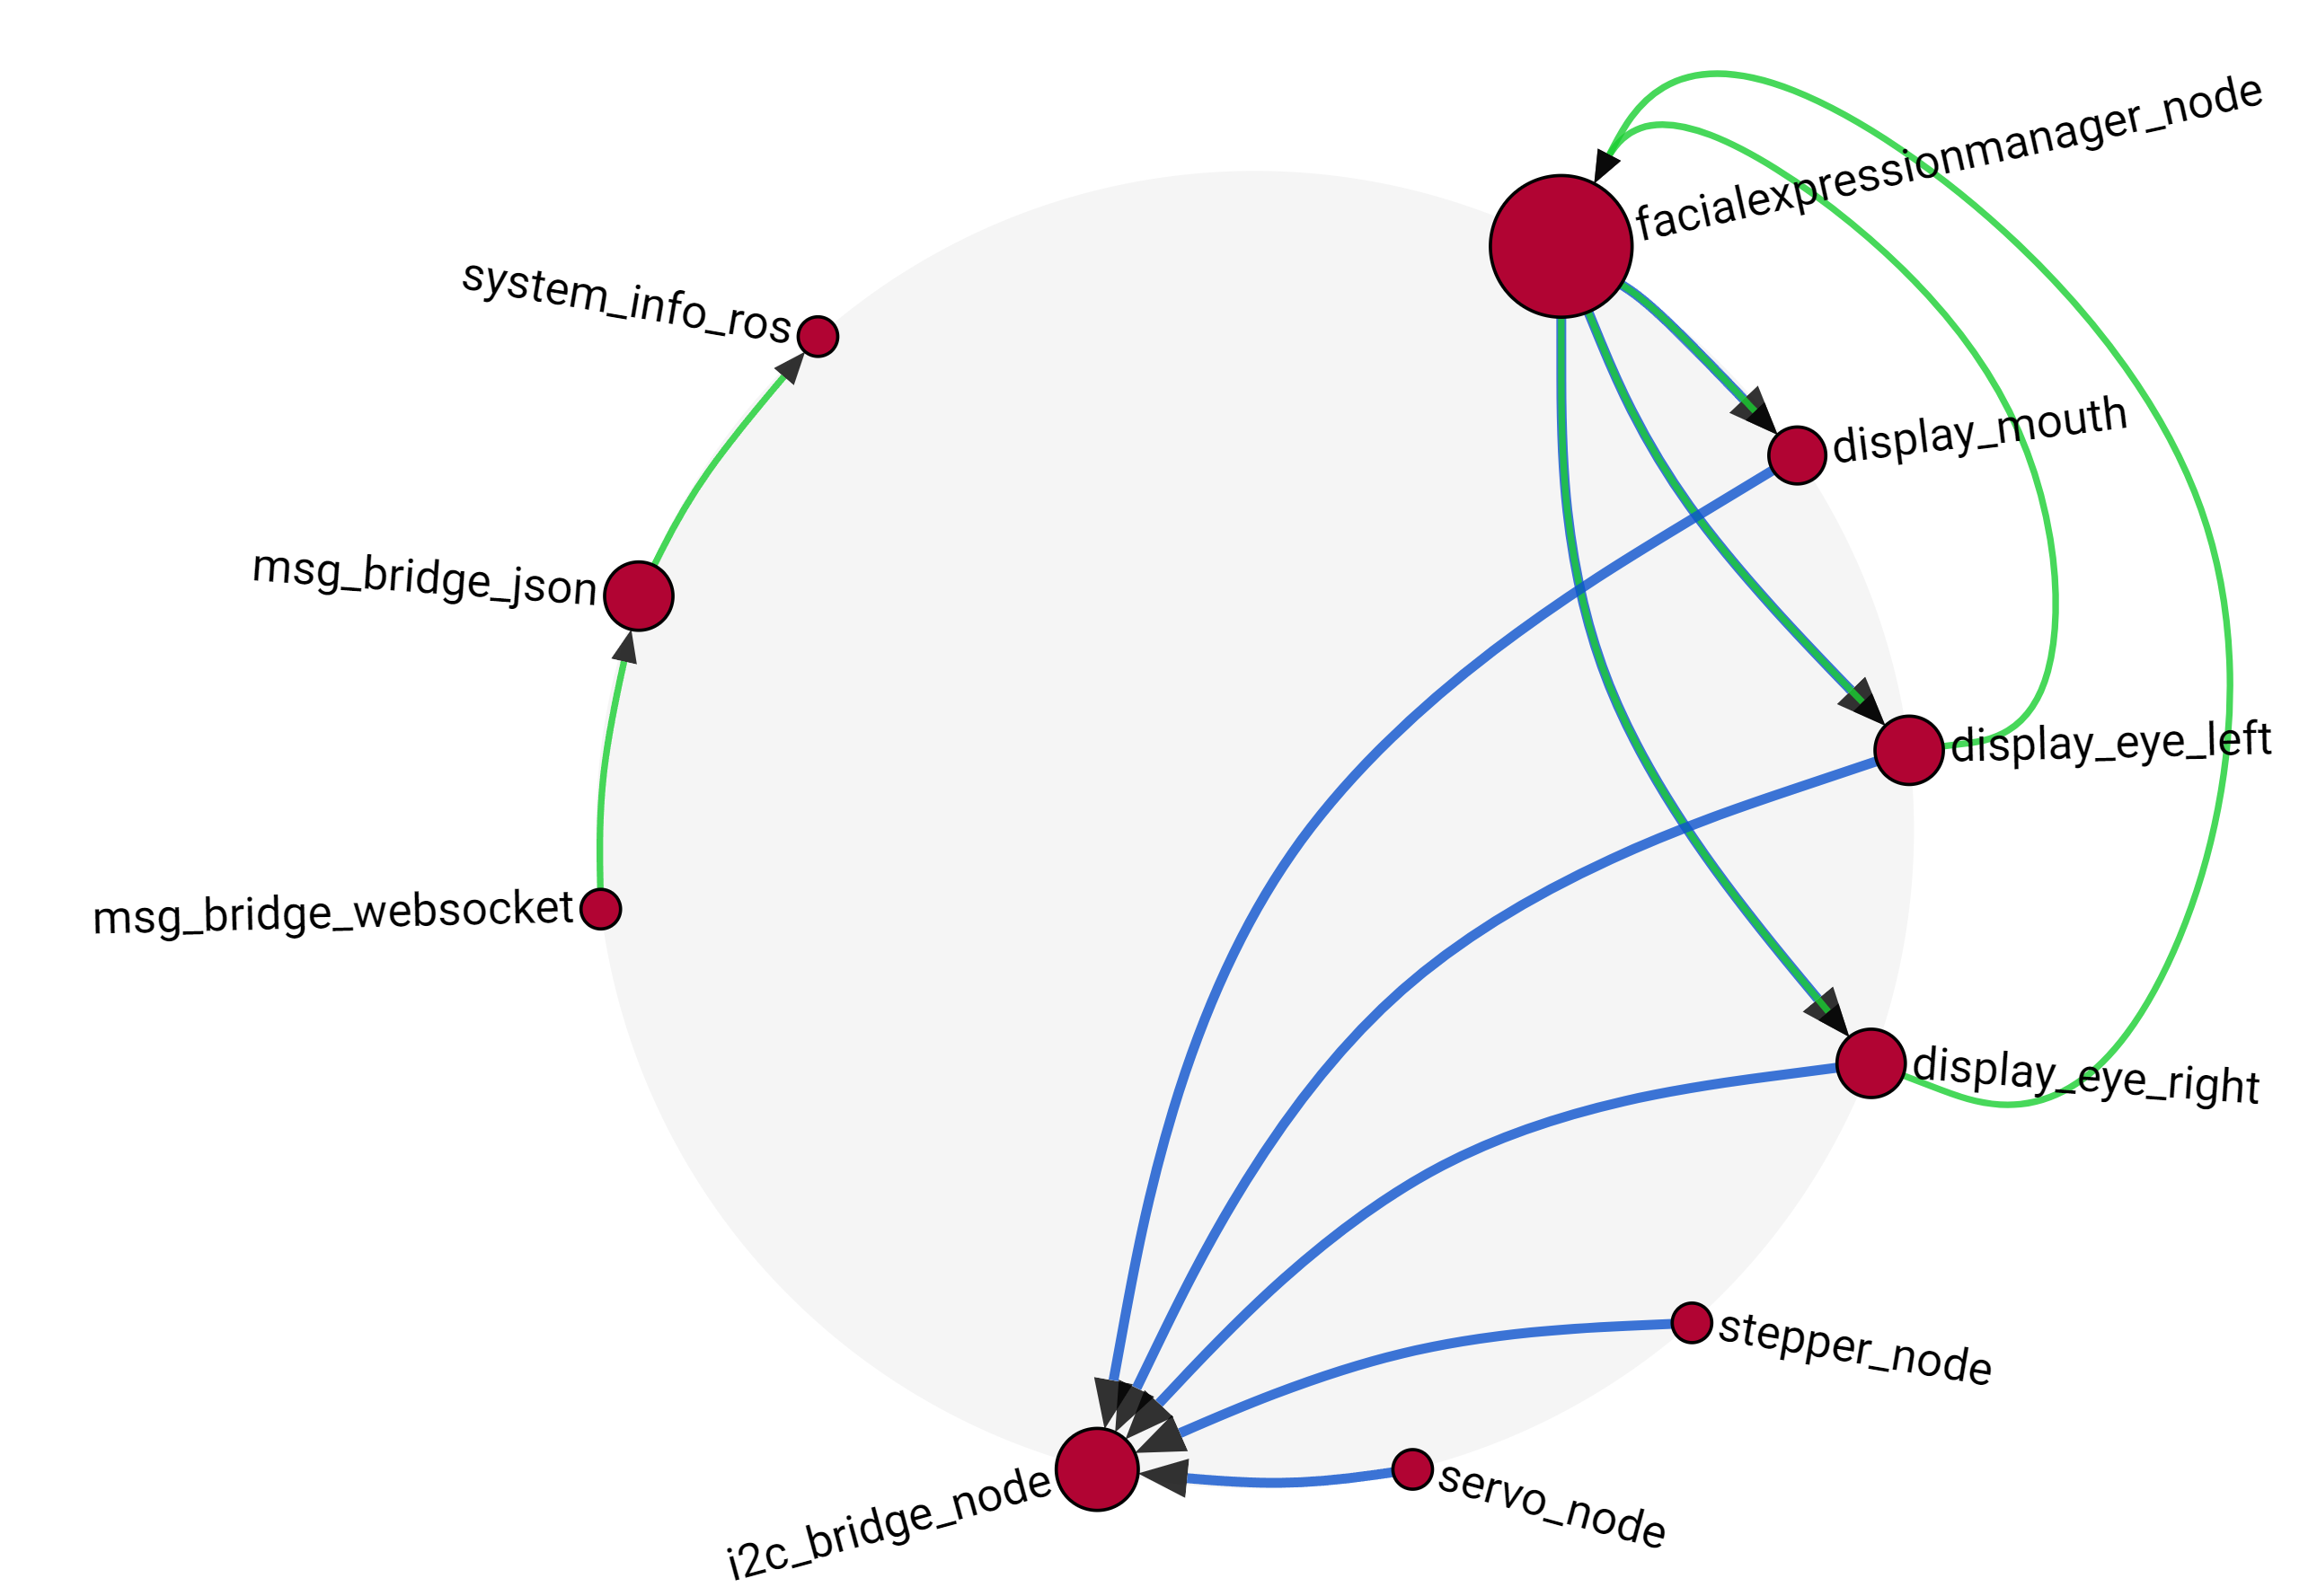 facialexpressionmanager_node
system_info_ros
display_mouth
msg_bridge_json
display_eye_left
msg_bridge_websocket
display_eye_right
stepper_node
servo_node
i2c_bridge_node